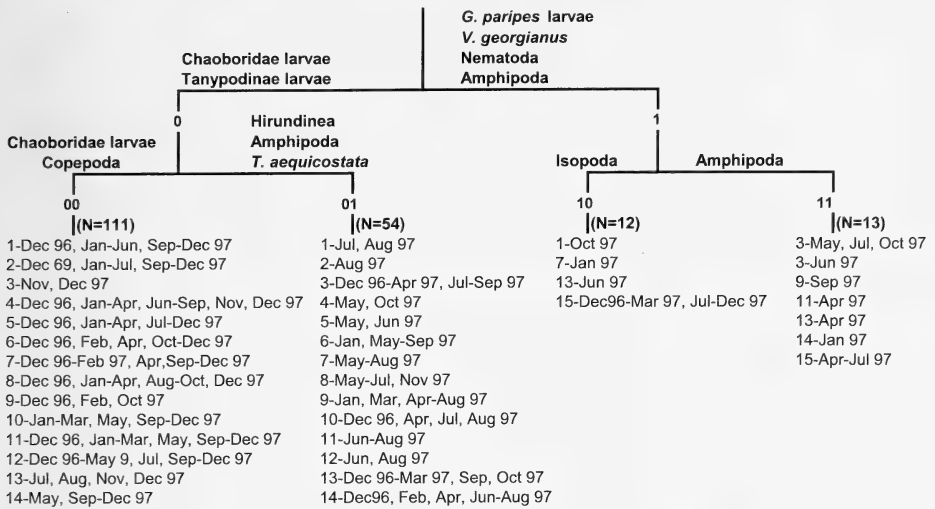 G. paripes larvae
V. georgianus
Nematoda
Amphipoda
Chaoboridae larvae
Tanypodinae larvae
0
1
Hirundinea
Amphipoda
T. aequicostata
Chaoboridae larvae
Copepoda
Isopoda
Amphipoda
00
01
10
11
(N=111)
1-Dec 96, Jan-Jun, Sep-Dec 97
2-Dec 69, Jan-Jul, Sep-Dec 97
3-Nov, Dec 97
4-Dec 96, Jan-Apr, Jun-Sep, Nov, Dec 97
5-Dec 96, Jan-Apr, Jul-Dec 97
6-Dec 96, Feb, Apr, Oct-Dec 97
7-Dec 96-Feb 97, Apr,Sep-Dec 97
8-Dec 96, Jan-Apr, Aug-Oct, Dec 97
9-Dec 96, Feb, Oct 97
10-Jan-Mar, May, Sep-Dec 97
11-Dec 96, Jan-Mar, May, Sep-Dec 97
12-Dec 96-May 9, Jul, Sep-Dec 97
13-Jul, Aug, Nov, Dec 97
14-May, Sep-Dec 97
(N=54)
1-Jul, Aug 97
2-Aug 97
3-Dec 96-Apr 97, Jul-Sep 97
4-May, Oct 97
5-May, Jun 97
6-Jan, May-Sep 97
7-May-Aug 97
8-May-Jul, Nov 97
9-Jan, Mar, Apr-Aug 97
10-Dec 96, Apr, Jul, Aug 97
11-Jun-Aug 97
12-Jun, Aug 97
13-Dec 96-Mar 97, Sep, Oct 97
14-Dec96, Feb, Apr, Jun-Aug 97
(N=12)
1-Oct 97
7-Jan 97
13-Jun 97
15-Dec96-Mar 97, Jul-Dec 97
(N=13)
3-May, Jul, Oct 97
3-Jun 97
9-Sep 97
11-Apr 97
13-Apr 97
14-Jan 97
15-Apr-Jul 97